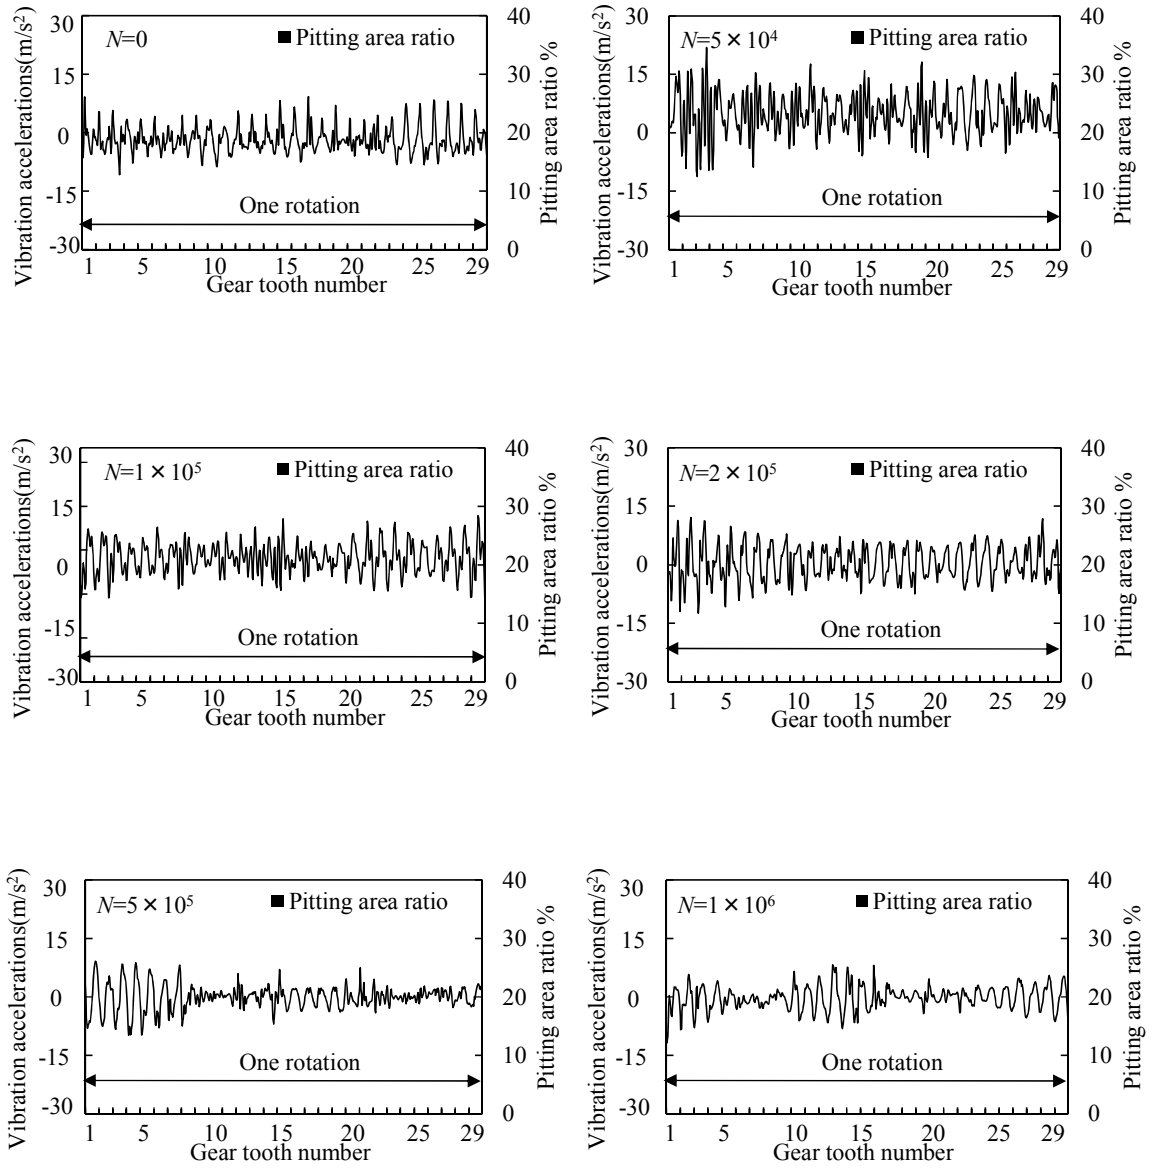 Vibration accelerations(m/s²)
30
15
0
-15
-30
N=0
Pitting area ratio
One rotation
40
30
20
10
0
Pitting area ratio %
1 5 10 15 20 25 29
Gear tooth number
Vibration accelerations(m/s²)
30
15
0
-15
-30
N=5×10⁴
Pitting area ratio
One rotation
40
30
20
10
0
Pitting area ratio %
1 5 10 15 20 25 29
Gear tooth number
Vibration accelerations(m/s²)
30
15
0
-15
-30
N=1×10⁵
Pitting area ratio
One rotation
40
30
20
10
0
Pitting area ratio %
1 5 10 15 20 25 29
Gear tooth number
Vibration accelerations(m/s²)
30
15
0
-15
-30
N=2×10⁵
Pitting area ratio
One rotation
40
30
20
10
0
Pitting area ratio %
1 5 10 15 20 25 29
Gear tooth number
Vibration accelerations(m/s²)
30
15
0
-15
-30
N=5×10⁵
Pitting area ratio
One rotation
40
30
20
10
0
Pitting area ratio %
1 5 10 15 20 25 29
Gear tooth number
Vibration accelerations(m/s²)
30
15
0
-15
-30
N=1×10⁶
Pitting area ratio
One rotation
40
30
20
10
0
Pitting area ratio %
1 5 10 15 20 25 29
Gear tooth number